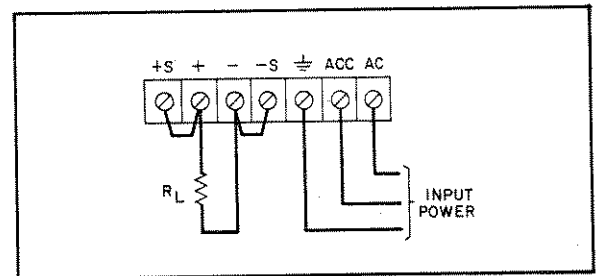 +S + - -S ⏚ ACC AC
RL
INPUT
POWER